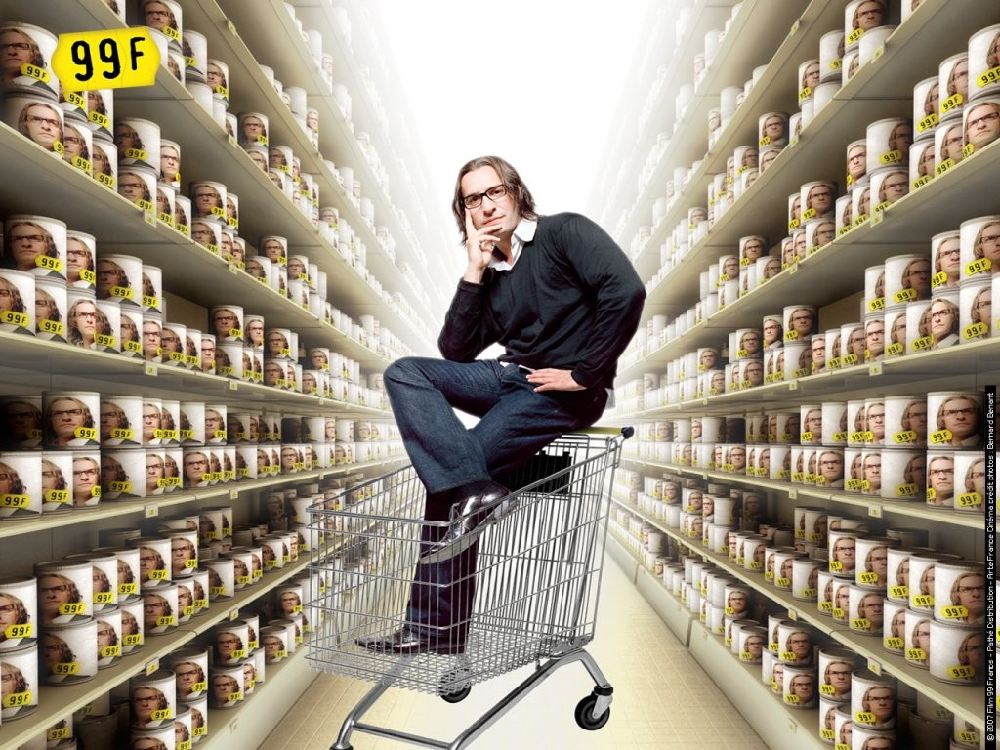 99F
© 2007 Film 99 Francs - Pathé Distribution - Arte France Cinéma crédit photos : Bernard Benant